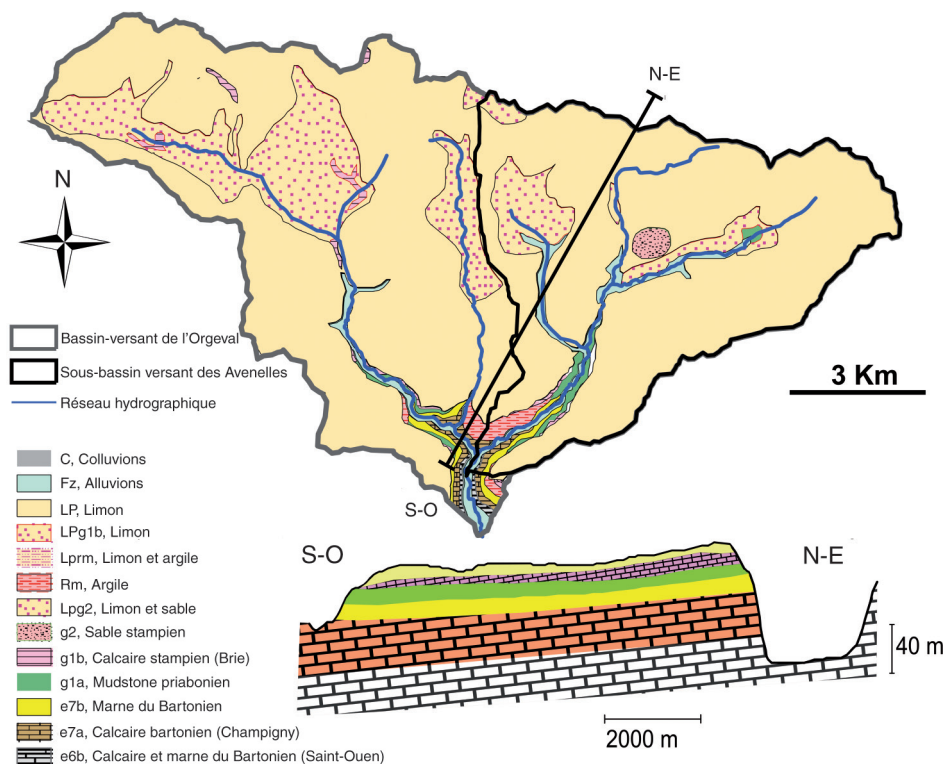 N-E
N
Bassin-versant de l'Orgeval
Sous-bassin versant des Avenelles
Réseau hydrographique
3 Km
C, Colluvions
Fz, Alluvions
LP, Limon
LPg1b, Limon
Lprm, Limon et argile
Rm, Argile
Lpg2, Limon et sable
g2, Sable stampien
g1b, Calcaire stampien (Brie)
g1a, Mudstone priabonien
e7b, Marne du Bartonien
e7a, Calcaire bartonien (Champigny)
e6b, Calcaire et marne du Bartonien (Saint-Ouen)
S-O
S-O
N-E
40 m
2000 m